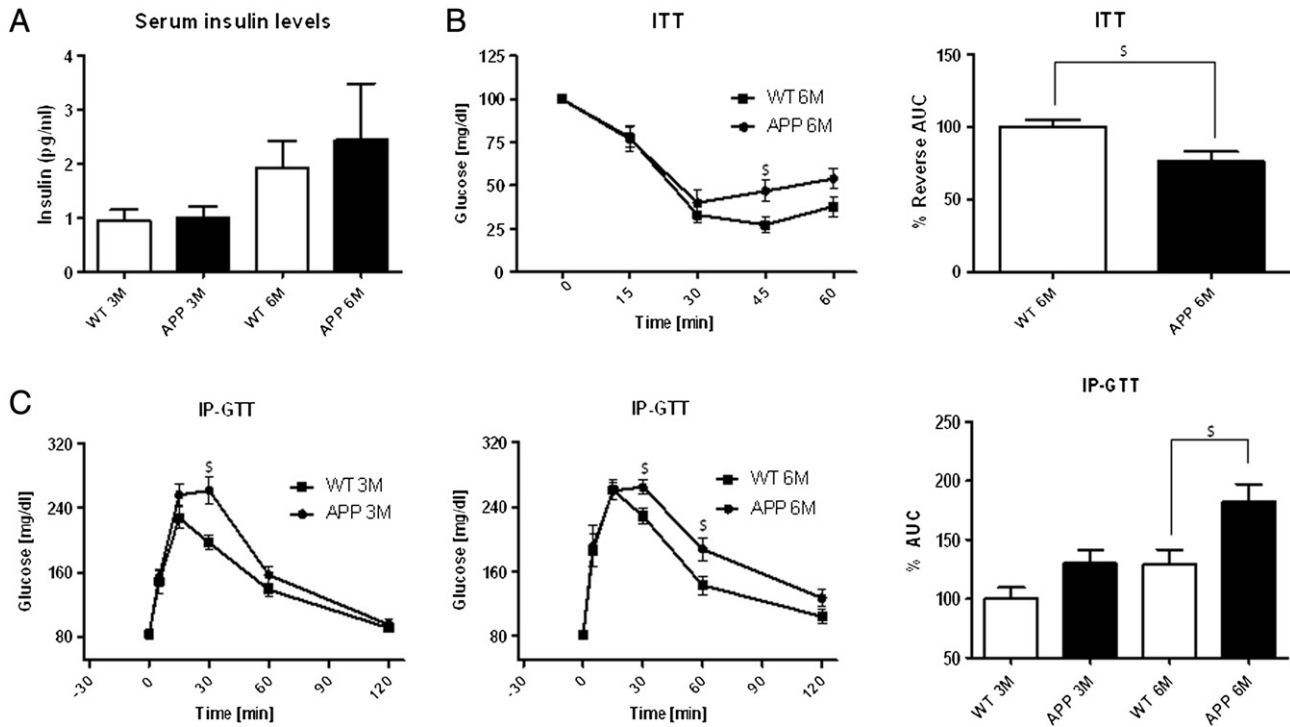 A
Serum insulin levels
Insulin (pg/ml)
4
3
2
1
0
WT 3M
APP 3M
WT 6M
APP 6M
B
ITT
Glucose [mg/dl]
125
100
75
50
25
0
WT 6M
APP 6M
$
0
15
30
45
60
Time [min]
ITT
% Reverse AUC
150
100
50
0
$
WT 6M
APP 6M
C
IP-GTT
Glucose [mg/dl]
320
240
160
80
$
WT 3M
APP 3M
-30
0
30
60
90
120
Time [min]
IP-GTT
Glucose [mg/dl]
320
240
160
80
$
$
WT 6M
APP 6M
-30
0
30
60
90
120
Time [min]
IP-GTT
% AUC
250
200
150
100
50
$
WT 3M
APP 3M
WT 6M
APP 6M